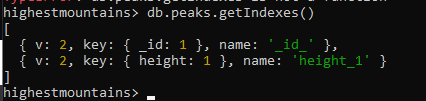 highestmountains> db.peaks.getIndexes()
[
  { v: 2, key: { _id: 1 }, name: '_id_' },
  { v: 2, key: { height: 1 }, name: 'height_1' }
]
highestmountains>